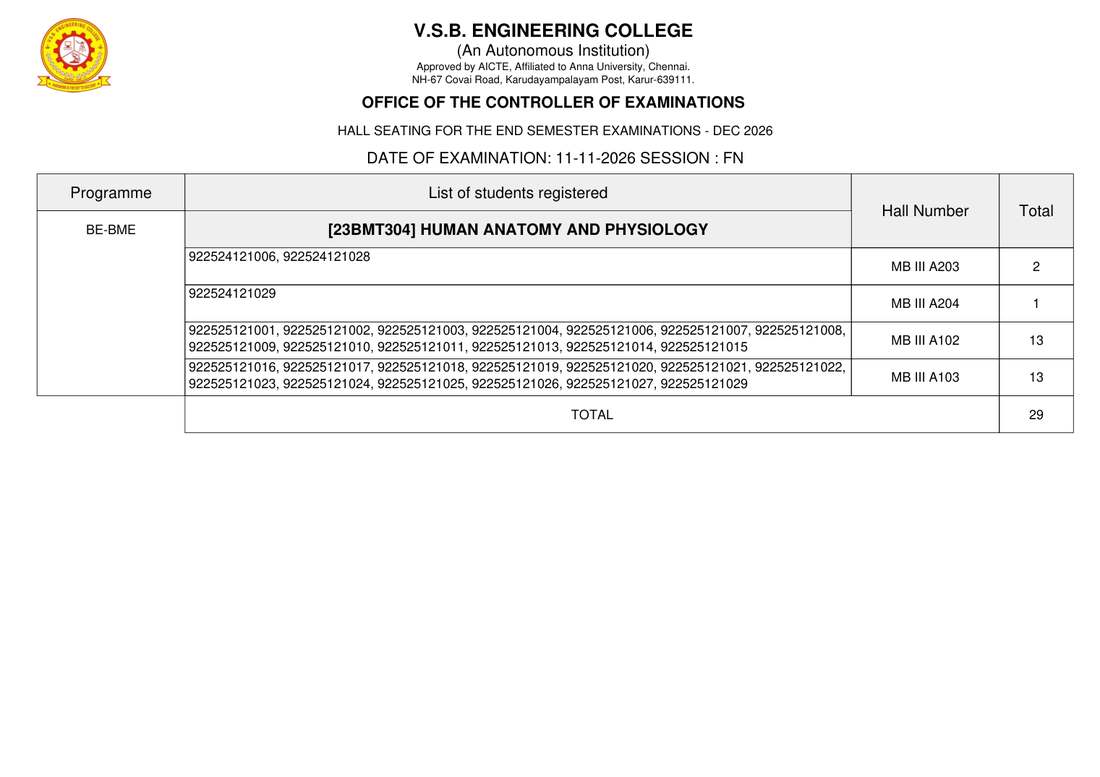 V.S.B. ENGINEERING COLLEGE
(An Autonomous Institution)
Approved by AICTE, Affiliated to Anna University, Chennai.
NH-67 Covai Road, Karudayampalayam Post, Karur-639111.
OFFICE OF THE CONTROLLER OF EXAMINATIONS
HALL SEATING FOR THE END SEMESTER EXAMINATIONS - DEC 2026
DATE OF EXAMINATION: 11-11-2026 SESSION : FN
Programme List of students registered Hall Number Total
BE-BME [23BMT304] HUMAN ANATOMY AND PHYSIOLOGY
922524121006, 922524121028 MB III A203 2
922524121029 MB III A204 1
922525121001, 922525121002, 922525121003, 922525121004, 922525121006, 922525121007, 922525121008,
922525121009, 922525121010, 922525121011, 922525121013, 922525121014, 922525121015 MB III A102 13
922525121016, 922525121017, 922525121018, 922525121019, 922525121020, 922525121021, 922525121022,
922525121023, 922525121024, 922525121025, 922525121026, 922525121027, 922525121029 MB III A103 13
TOTAL 29